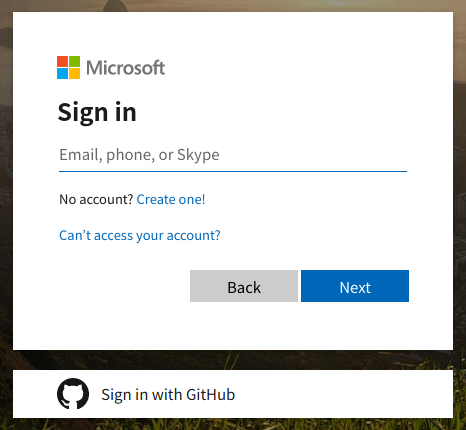 Microsoft
Sign in
Email, phone, or Skype
No account? Create one!
Can't access your account?
Back
Next
Sign in with GitHub